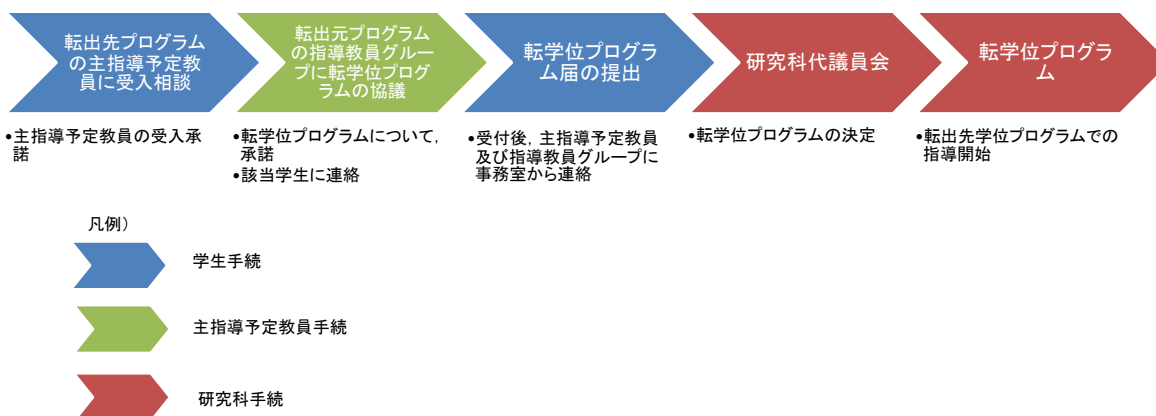 転出先プログラム
の主指導予定教
員に受入相談
転出元プログラム
の指導教員グルー
プに転学位プログ
ラムの協議
転学位プログラ
ム届の提出
研究科代議員会
転学位プログラ
ム
•主指導予定教員の受入承
諾
•転学位プログラムについて，
承諾
•該当学生に連絡
•受付後，主指導予定教員
及び指導教員グループに
事務室から連絡
•転学位プログラムの決定
•転出先学位プログラムでの
指導開始
凡例）
学生手続
主指導予定教員手続
研究科手続